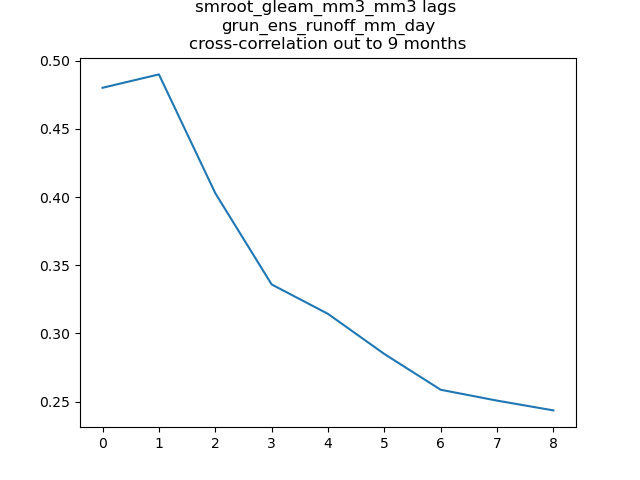 smroot_gleam_mm3_mm3 lags
grun_ens_runoff_mm_day
cross-correlation out to 9 months
0.50
0.45
0.40
0.35
0.30
0.25
0 1 2 3 4 5 6 7 8